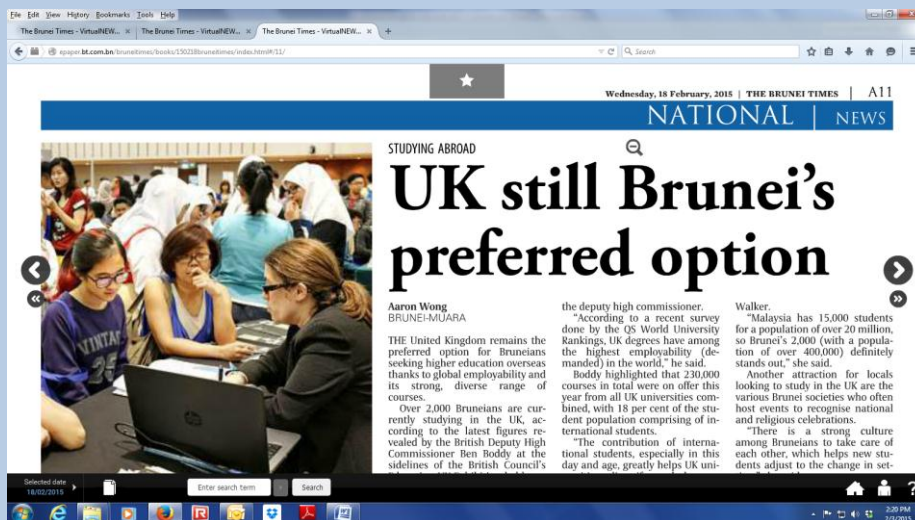 File Edit View History Bookmarks Tools Help
The Brunei Times - VirtualNEW... × The Brunei Times - VirtualNEW... × The Brunei Times - VirtualNEW... × +
epaper.bt.com.bn/bruneitimes/books/150218bruneitimes/index.html#/11/ Search
Wednesday, 18 February, 2015 | THE BRUNEI TIMES | A11
NATIONAL | NEWS
STUDYING ABROAD
UK still Brunei's
preferred option
Aaron Wong
BRUNEI-MUARA
THE United Kingdom remains the
preferred option for Bruneians
seeking higher education overseas
thanks to global employability and
its strong, diverse range of
courses.
Over 2,000 Bruneians are cur-
rently studying in the UK, ac-
cording to the latest figures re-
vealed by the British Deputy High
Commissioner Ben Boddy at the
sidelines of the British Council's
the deputy high commissioner.
"According to a recent survey
done by the QS World University
Rankings, UK degrees have among
the highest employability (de-
manded) in the world," he said.
Boddy highlighted that 230,000
courses in total were on offer this
year from all UK universities com-
bined, with 18 per cent of the stu-
dent population comprising of in-
ternational students.
"The contribution of interna-
tional students, especially in this
day and age, greatly helps UK uni-
Walker.
"Malaysia has 15,000 students
for a population of over 20 million,
so Brunei's 2,000 (with a popula-
tion of over 400,000) definitely
stands out," she said.
Another attraction for locals
looking to study in the UK are the
various Brunei societies who often
host events to recognise national
and religious celebrations.
"There is a strong culture
among Bruneians to take care of
each other, which helps new stu-
dents adjust to the change in set-
VINTAGE
hp
Selected date
18/02/2015
Enter search term Search
2:20 PM